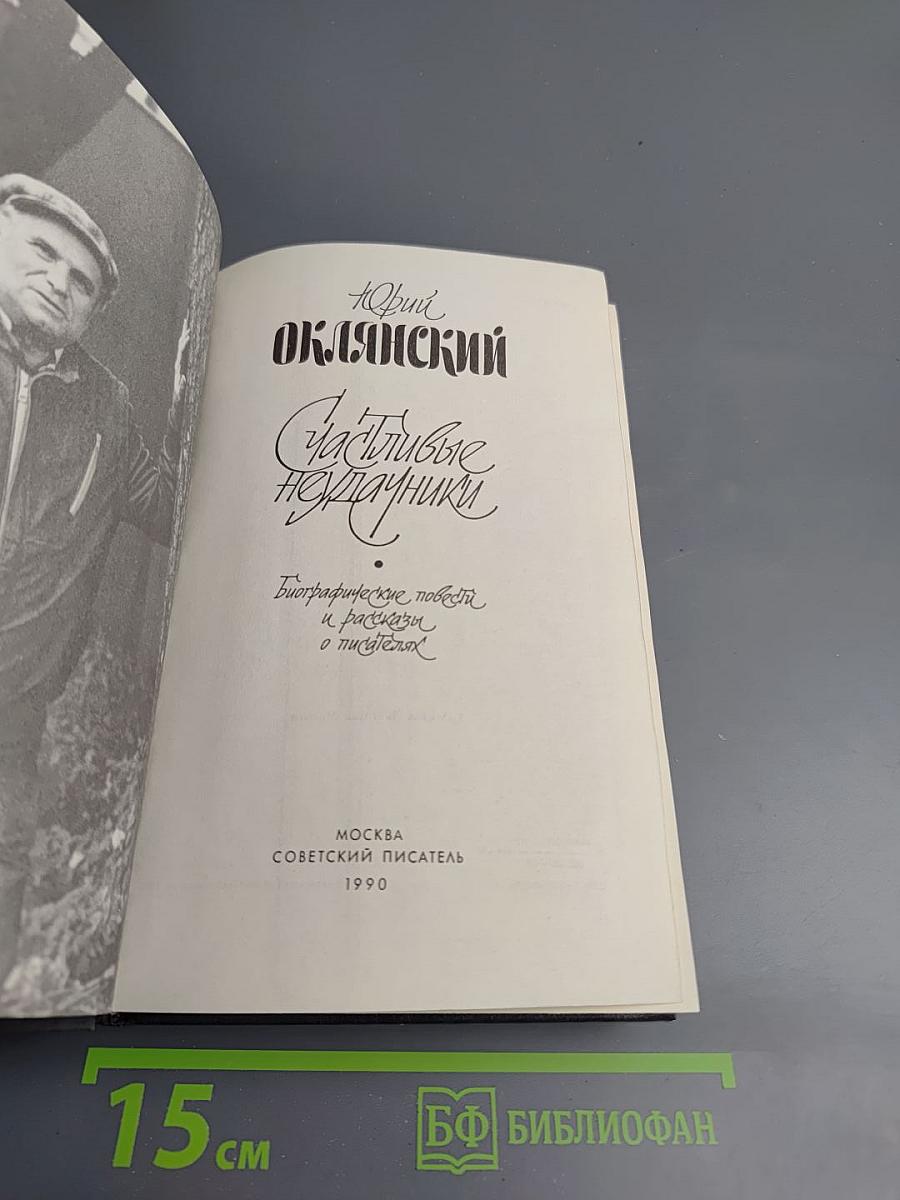 Юрий
ОКЛЯНСКИЙ
Счастливые
неудачники
Биографические повести
и рассказы
о писателях
МОСКВА
СОВЕТСКИЙ ПИСАТЕЛЬ
1990
15 см
БФ БИБЛИОФАН